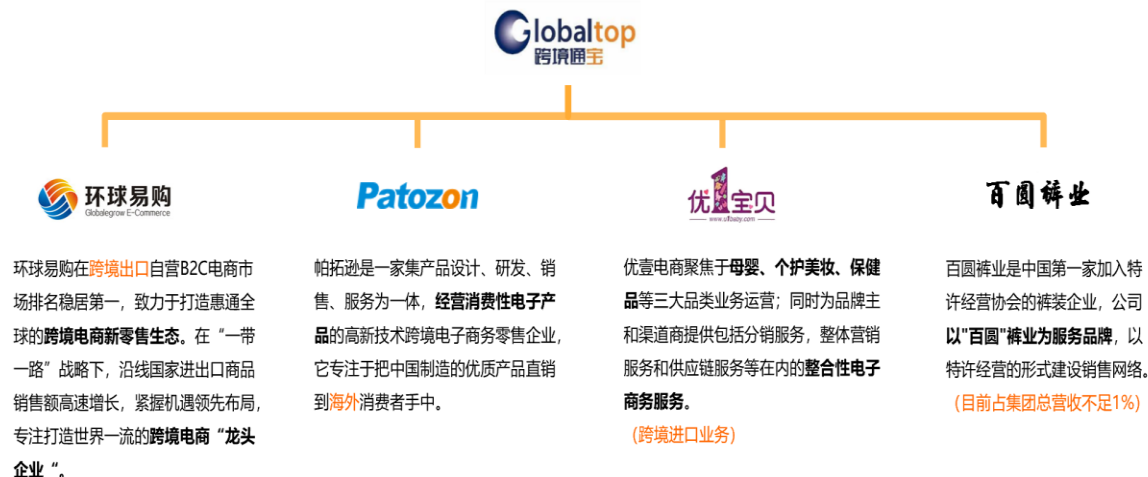 Globaltop
跨境通宝
环球易购
Globalegrow E-Commerce
环球易购在跨境出口自营B2C电商市
场排名稳居第一，致力于打造惠通全
球的跨境电商新零售生态。在“一带
一路”战略下，沿线国家进出口商品
销售额高速增长，紧握机遇领先布局，
专注打造世界一流的跨境电商“龙头
企业“。
Patozon
帕拓逊是一家集产品设计、研发、销
售、服务为一体，经营消费性电子产
品的高新技术跨境电子商务零售企业，
它专注于把中国制造的优质产品直销
到海外消费者手中。
优1宝贝
优壹电商聚焦于母婴、个护美妆、保健
品等三大品类业务运营；同时为品牌主
和渠道商提供包括分销服务，整体营销
服务和供应链服务等在内的整合性电子
商务服务。
（跨境进口业务）
百圆裤业
百圆裤业是中国第一家加入特
许经营协会的裤装企业，公司
以"百圆"裤业为服务品牌，以
特许经营的形式建设销售网络。
（目前占集团总营收不足1%）